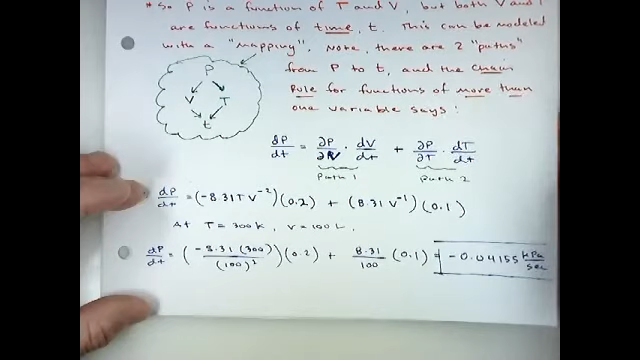 * So P is a function of T and V, but both V and T
are functions of time, t. This can be modeled
with a "mapping". Note, there are 2 "paths"
from P to t, and the chain
Rule for functions of more than
one variable says:
P
V T
t
dP/dt = ∂P/∂V · dV/dt + ∂P/∂T · dT/dt
path 1 path 2
dP/dt = (-8.31 T V⁻²)(0.2) + (8.31 V⁻¹)(0.1)
At T = 300 K, V = 100 L.
dP/dt = (-8.31 (300)/(100)²)(0.2) + 8.31/100 (0.1) = -0.04155 kPa/sec